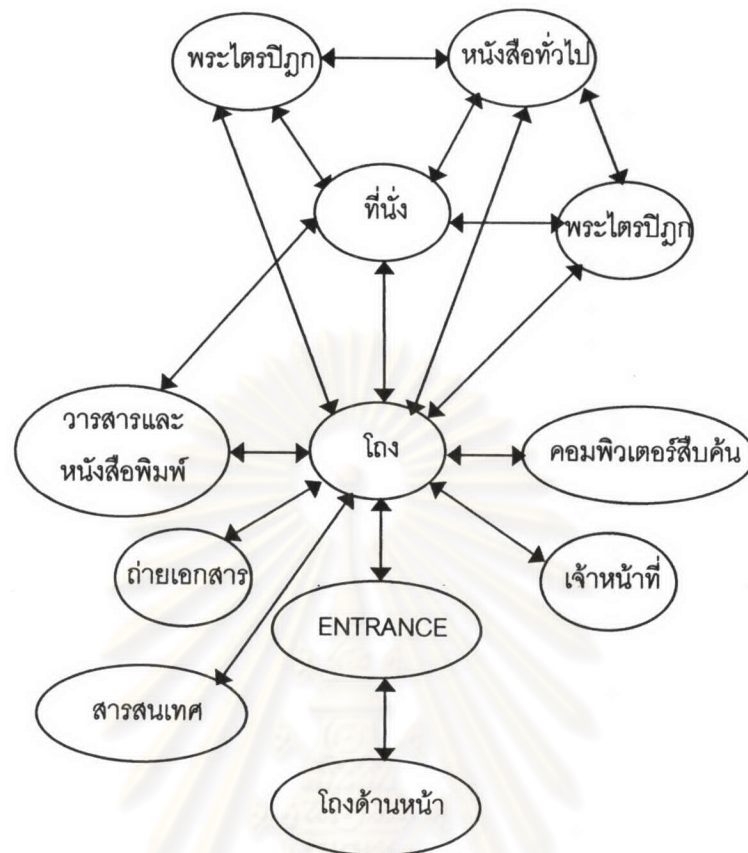 พระไตรปิฎก
หนังสือทั่วไป
ที่นั่ง
พระไตรปิฎก
วารสารและ
หนังสือพิมพ์
โถง
คอมพิวเตอร์สืบค้น
ถ่ายเอกสาร
เจ้าหน้าที่
ENTRANCE
สารสนเทศ
โถงด้านหน้า